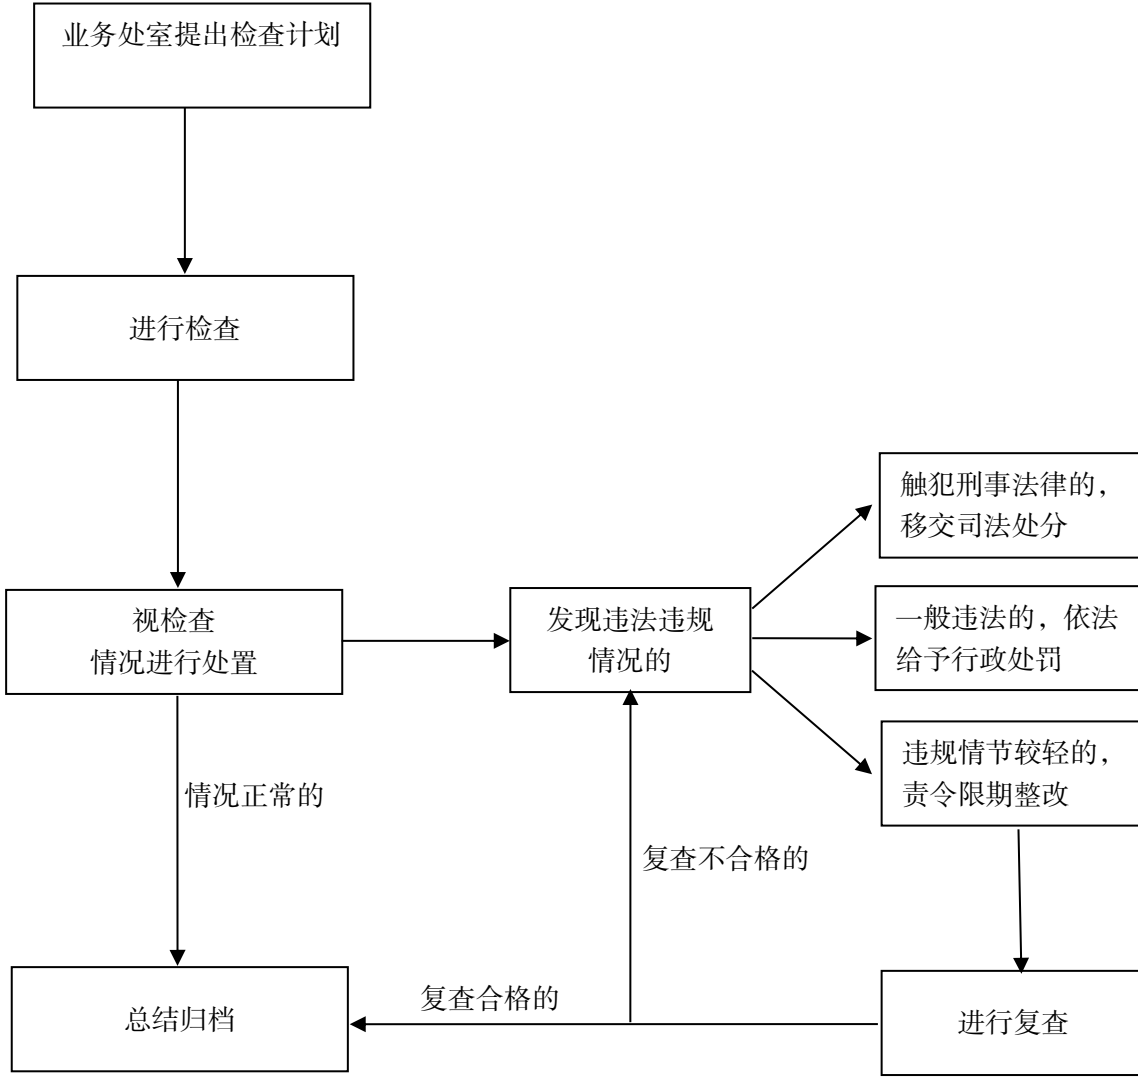 业务处室提出检查计划
进行检查
触犯刑事法律的，
移交司法处分
视检查
情况进行处置
发现违法违规
情况的
一般违法的，依法
给予行政处罚
违规情节较轻的，
责令限期整改
情况正常的
复查不合格的
复查合格的
总结归档
进行复查